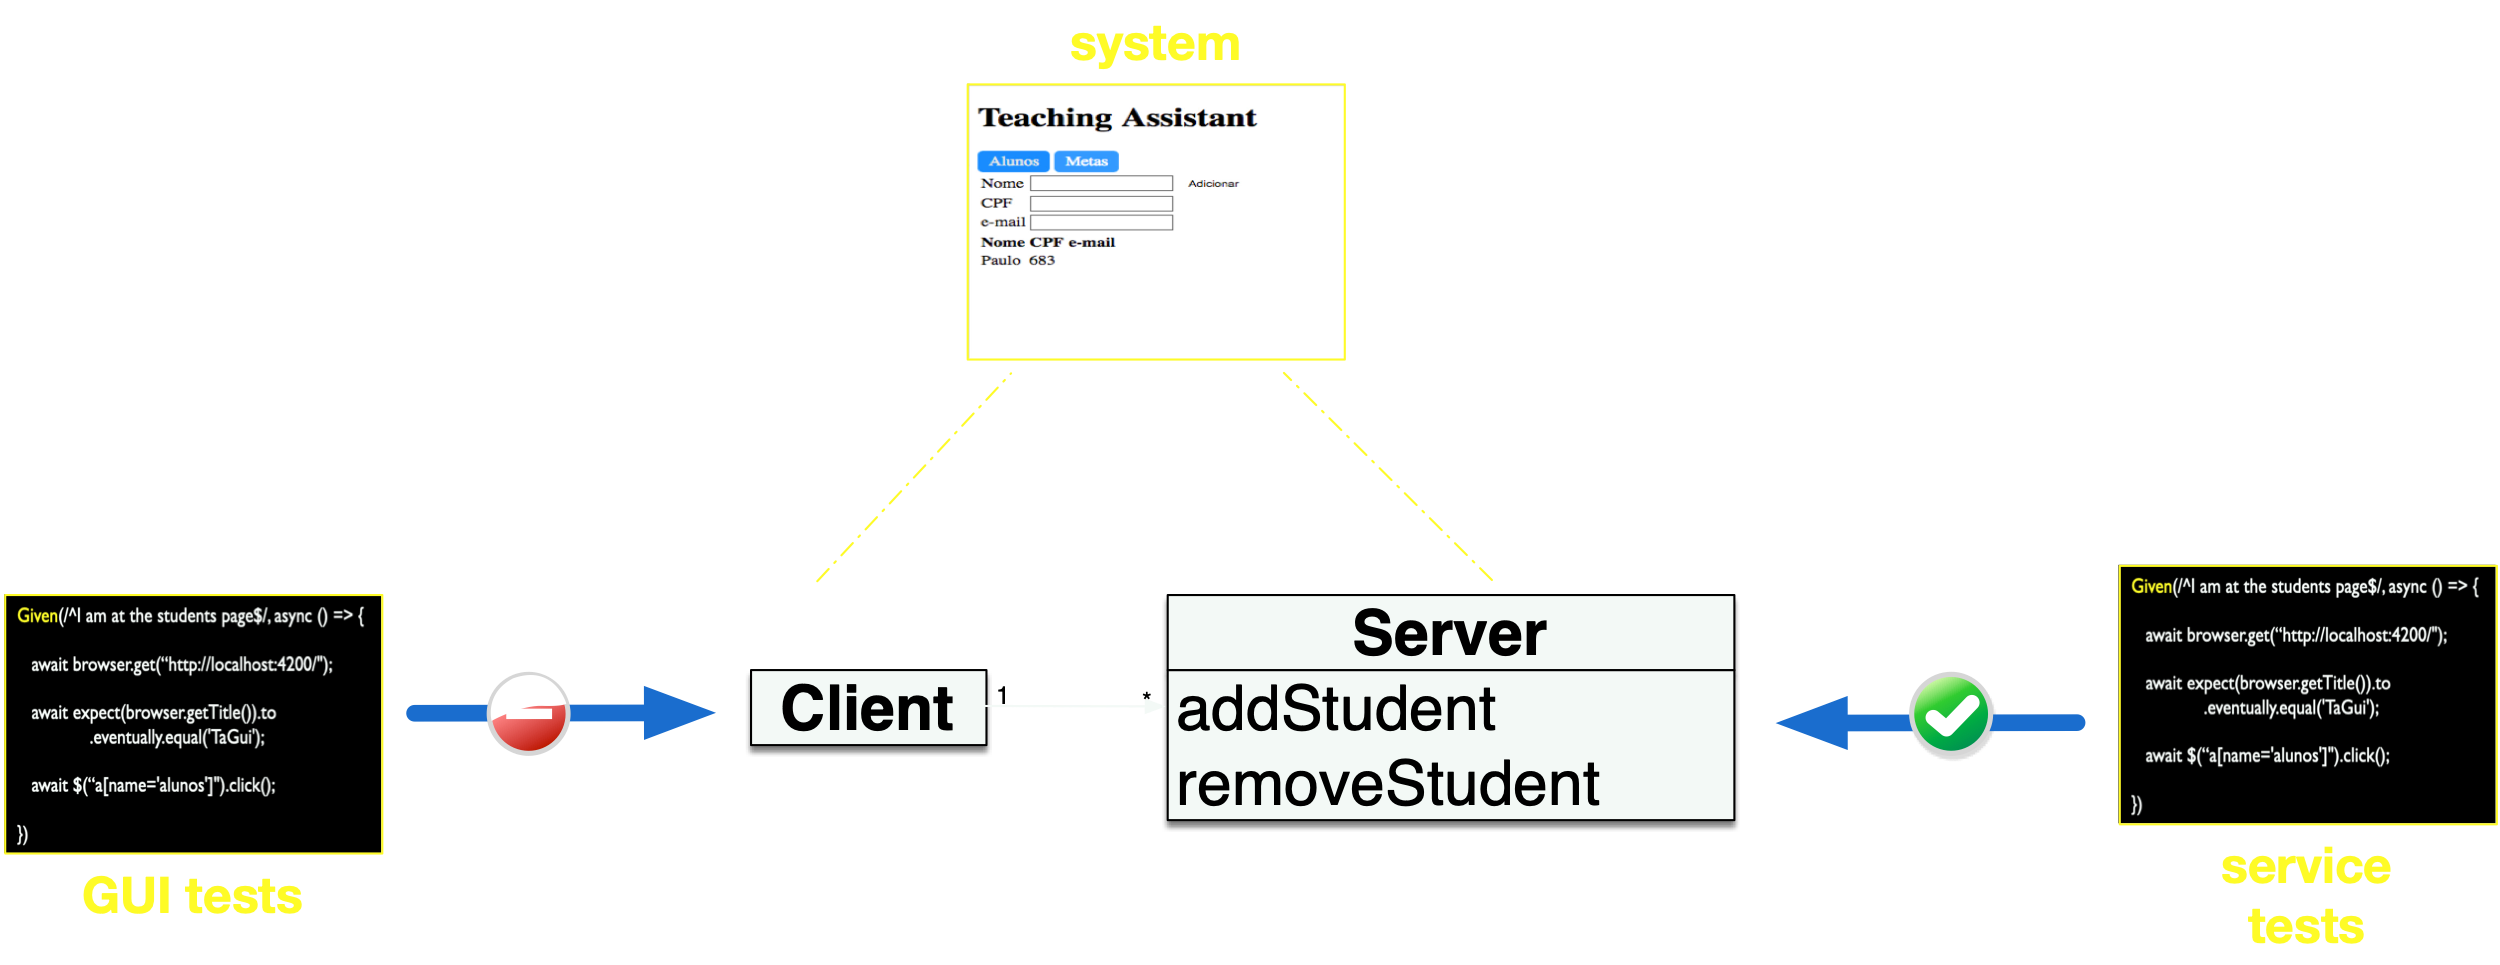 system
Teaching Assistant
Alunos Metas
Nome Adicionar
CPF
e-mail
Nome CPF e-mail
Paulo 683
Given(/^I am at the students page$/, async () => {
await browser.get(“http://localhost:4200/");
await expect(browser.getTitle()).to
.eventually.equal('TaGui');
await $(“a[name='alunos']").click();
})
GUI tests
Client
1
*
Server
addStudent
removeStudent
Given(/^I am at the students page$/, async () => {
await browser.get(“http://localhost:4200/");
await expect(browser.getTitle()).to
.eventually.equal('TaGui');
await $(“a[name='alunos']").click();
})
service
tests